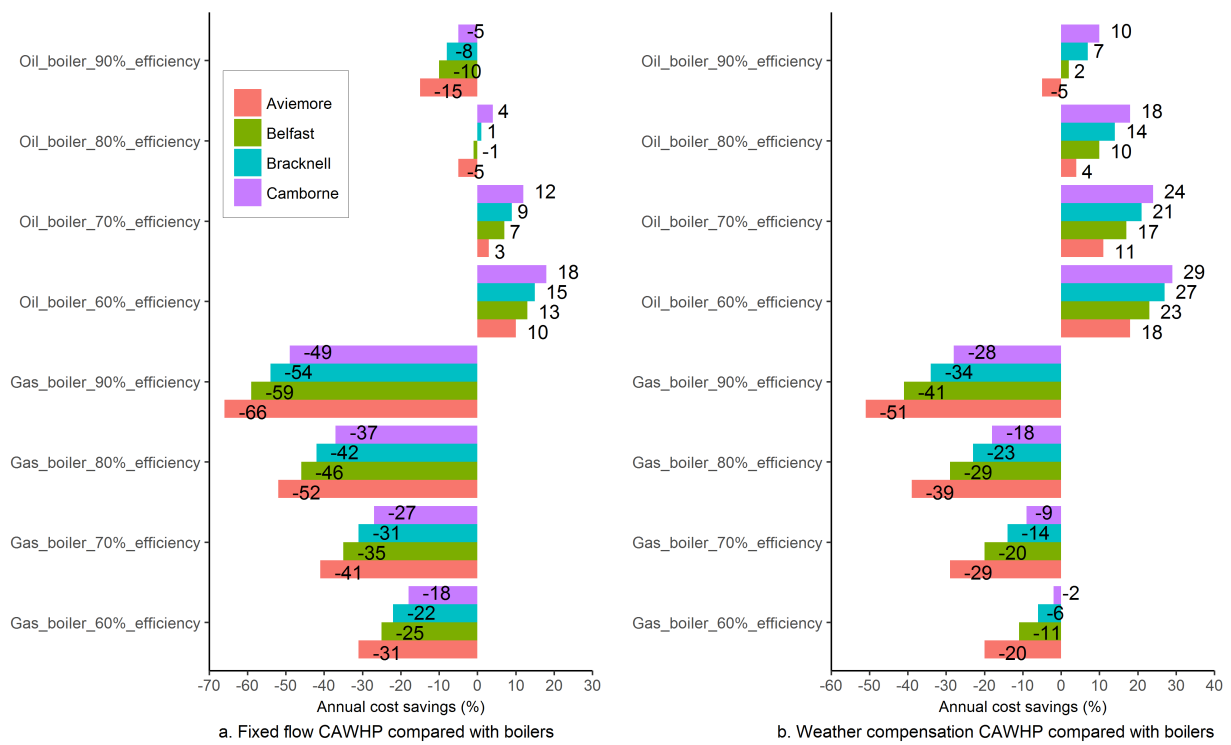 Oil_boiler_90%_efficiency
-5
-8
-10
-15
Oil_boiler_80%_efficiency
4
1
-1
-5
Oil_boiler_70%_efficiency
12
9
7
3
Oil_boiler_60%_efficiency
18
15
13
10
Gas_boiler_90%_efficiency
-49
-54
-59
-66
Gas_boiler_80%_efficiency
-37
-42
-46
-52
Gas_boiler_70%_efficiency
-27
-31
-35
-41
Gas_boiler_60%_efficiency
-18
-22
-25
-31
Aviemore
Belfast
Bracknell
Camborne
-70 -60 -50 -40 -30 -20 -10 0 10 20 30
Annual cost savings (%)
a. Fixed flow CAWHP compared with boilers
Oil_boiler_90%_efficiency
10
7
2
-5
Oil_boiler_80%_efficiency
18
14
10
4
Oil_boiler_70%_efficiency
24
21
17
11
Oil_boiler_60%_efficiency
29
27
23
18
Gas_boiler_90%_efficiency
-28
-34
-41
-51
Gas_boiler_80%_efficiency
-18
-23
-29
-39
Gas_boiler_70%_efficiency
-9
-14
-20
-29
Gas_boiler_60%_efficiency
-2
-6
-11
-20
-60 -50 -40 -30 -20 -10 0 10 20 30 40
Annual cost savings (%)
b. Weather compensation CAWHP compared with boilers